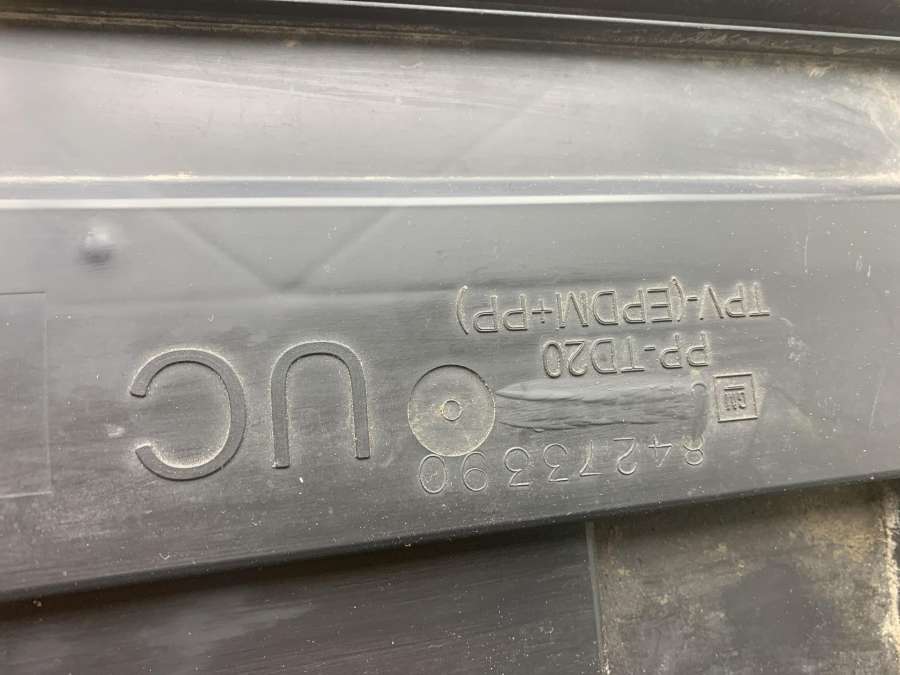 84273390
GM
PP-TD20
TPV-(EPDM+PP)
UC